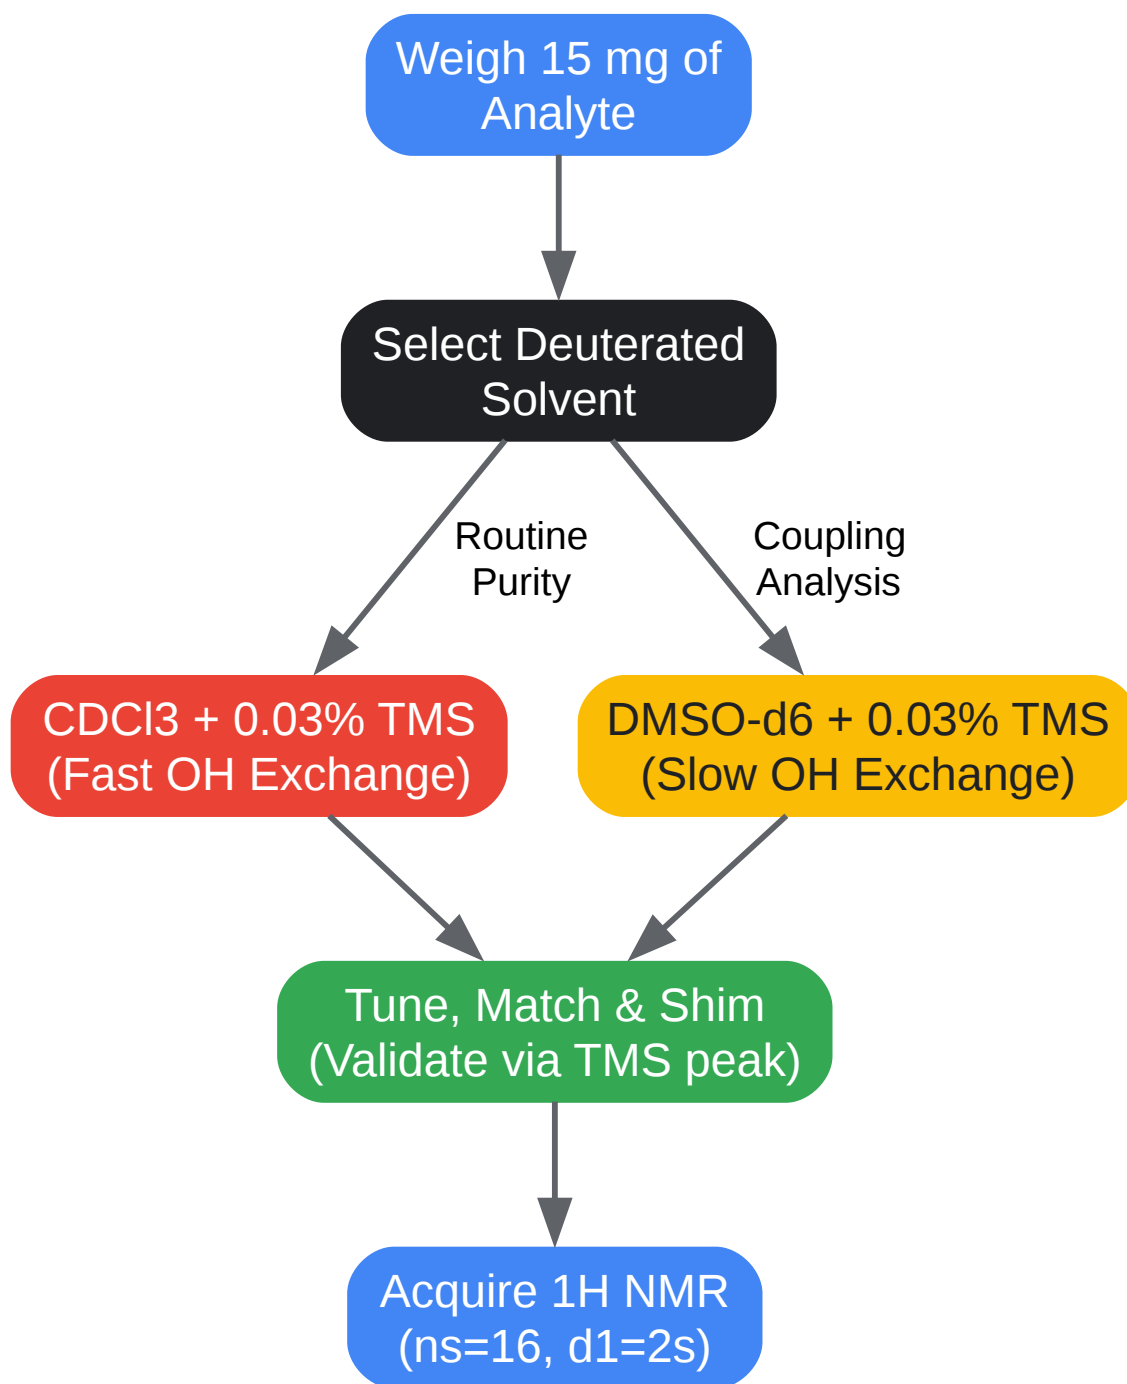 Weigh 15 mg of
Analyte
Select Deuterated
Solvent
Routine
Purity
Coupling
Analysis
CDCl3 + 0.03% TMS
(Fast OH Exchange)
DMSO-d6 + 0.03% TMS
(Slow OH Exchange)
Tune, Match & Shim
(Validate via TMS peak)
Acquire 1H NMR
(ns=16, d1=2s)